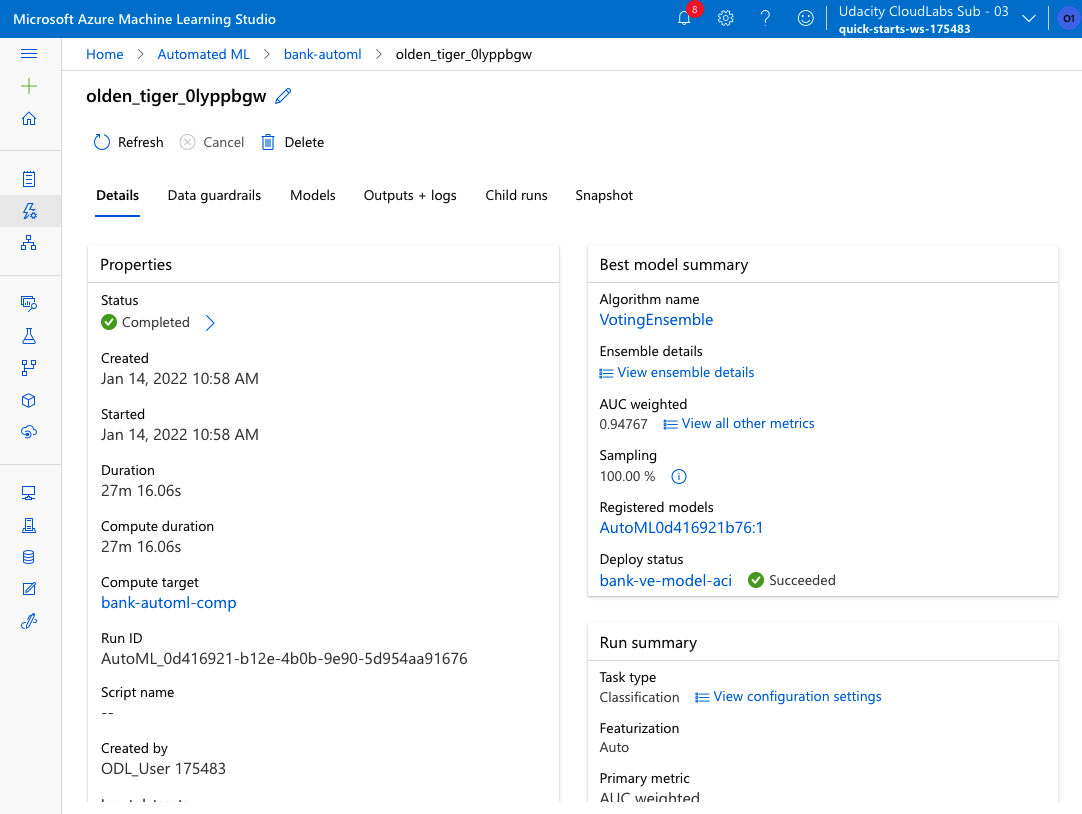 Microsoft Azure Machine Learning Studio
8
Udacity CloudLabs Sub - 03
quick-starts-ws-175483
O1
Home > Automated ML > bank-automl > olden_tiger_0lyppbgw
olden_tiger_0lyppbgw
Refresh Cancel Delete
Details Data guardrails Models Outputs + logs Child runs Snapshot
Properties
Status
Completed
Created
Jan 14, 2022 10:58 AM
Started
Jan 14, 2022 10:58 AM
Duration
27m 16.06s
Compute duration
27m 16.06s
Compute target
bank-automl-comp
Run ID
AutoML_0d416921-b12e-4b0b-9e90-5d954aa91676
Script name
--
Created by
ODL_User 175483
Best model summary
Algorithm name
VotingEnsemble
Ensemble details
View ensemble details
AUC weighted
0.94767 View all other metrics
Sampling
100.00 %
Registered models
AutoML0d416921b76:1
Deploy status
bank-ve-model-aci Succeeded
Run summary
Task type
Classification View configuration settings
Featurization
Auto
Primary metric
AUC weighted